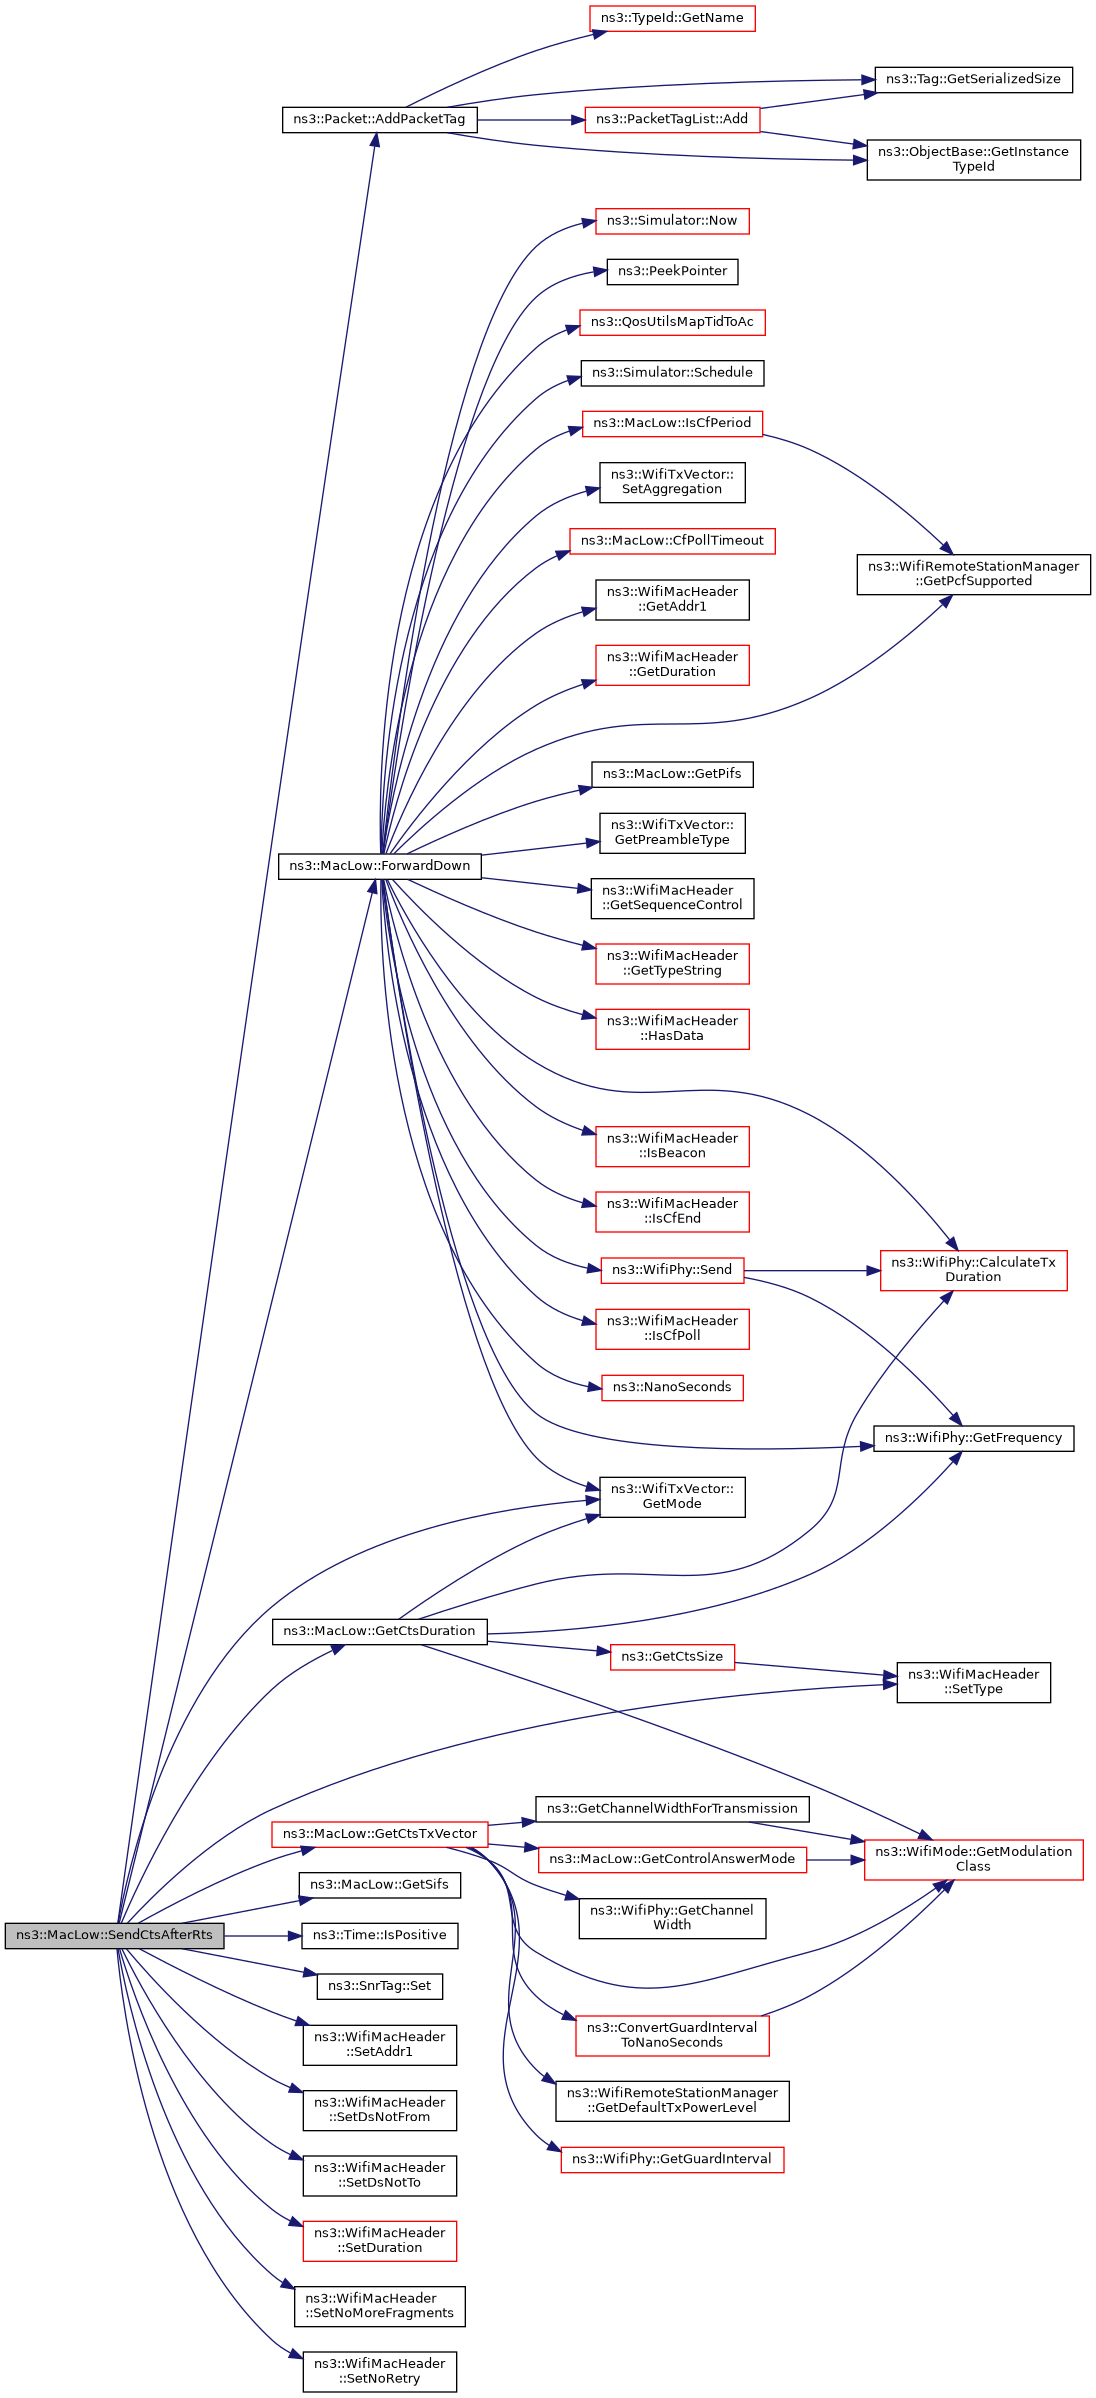 ns3::TypeId::GetName
ns3::Tag::GetSerializedSize
ns3::Packet::AddPacketTag
ns3::PacketTagList::Add
ns3::ObjectBase::GetInstance
TypeId
ns3::Simulator::Now
ns3::PeekPointer
ns3::QosUtilsMapTidToAc
ns3::Simulator::Schedule
ns3::MacLow::IsCfPeriod
ns3::WifiTxVector::
SetAggregation
ns3::MacLow::CfPollTimeout
ns3::WifiRemoteStationManager
::GetPcfSupported
ns3::WifiMacHeader
::GetAddr1
ns3::WifiMacHeader
::GetDuration
ns3::MacLow::GetPifs
ns3::WifiTxVector::
GetPreambleType
ns3::MacLow::ForwardDown
ns3::WifiMacHeader
::GetSequenceControl
ns3::WifiMacHeader
::GetTypeString
ns3::WifiMacHeader
::HasData
ns3::WifiMacHeader
::IsBeacon
ns3::WifiMacHeader
::IsCfEnd
ns3::WifiPhy::Send
ns3::WifiPhy::CalculateTx
Duration
ns3::WifiMacHeader
::IsCfPoll
ns3::NanoSeconds
ns3::WifiPhy::GetFrequency
ns3::WifiTxVector::
GetMode
ns3::MacLow::GetCtsDuration
ns3::GetCtsSize
ns3::WifiMacHeader
::SetType
ns3::GetChannelWidthForTransmission
ns3::MacLow::GetCtsTxVector
ns3::MacLow::GetControlAnswerMode
ns3::WifiMode::GetModulation
Class
ns3::MacLow::GetSifs
ns3::WifiPhy::GetChannel
Width
ns3::MacLow::SendCtsAfterRts
ns3::Time::IsPositive
ns3::SnrTag::Set
ns3::ConvertGuardInterval
ToNanoSeconds
ns3::WifiMacHeader
::SetAddr1
ns3::WifiRemoteStationManager
::GetDefaultTxPowerLevel
ns3::WifiMacHeader
::SetDsNotFrom
ns3::WifiPhy::GetGuardInterval
ns3::WifiMacHeader
::SetDsNotTo
ns3::WifiMacHeader
::SetDuration
ns3::WifiMacHeader
::SetNoMoreFragments
ns3::WifiMacHeader
::SetNoRetry